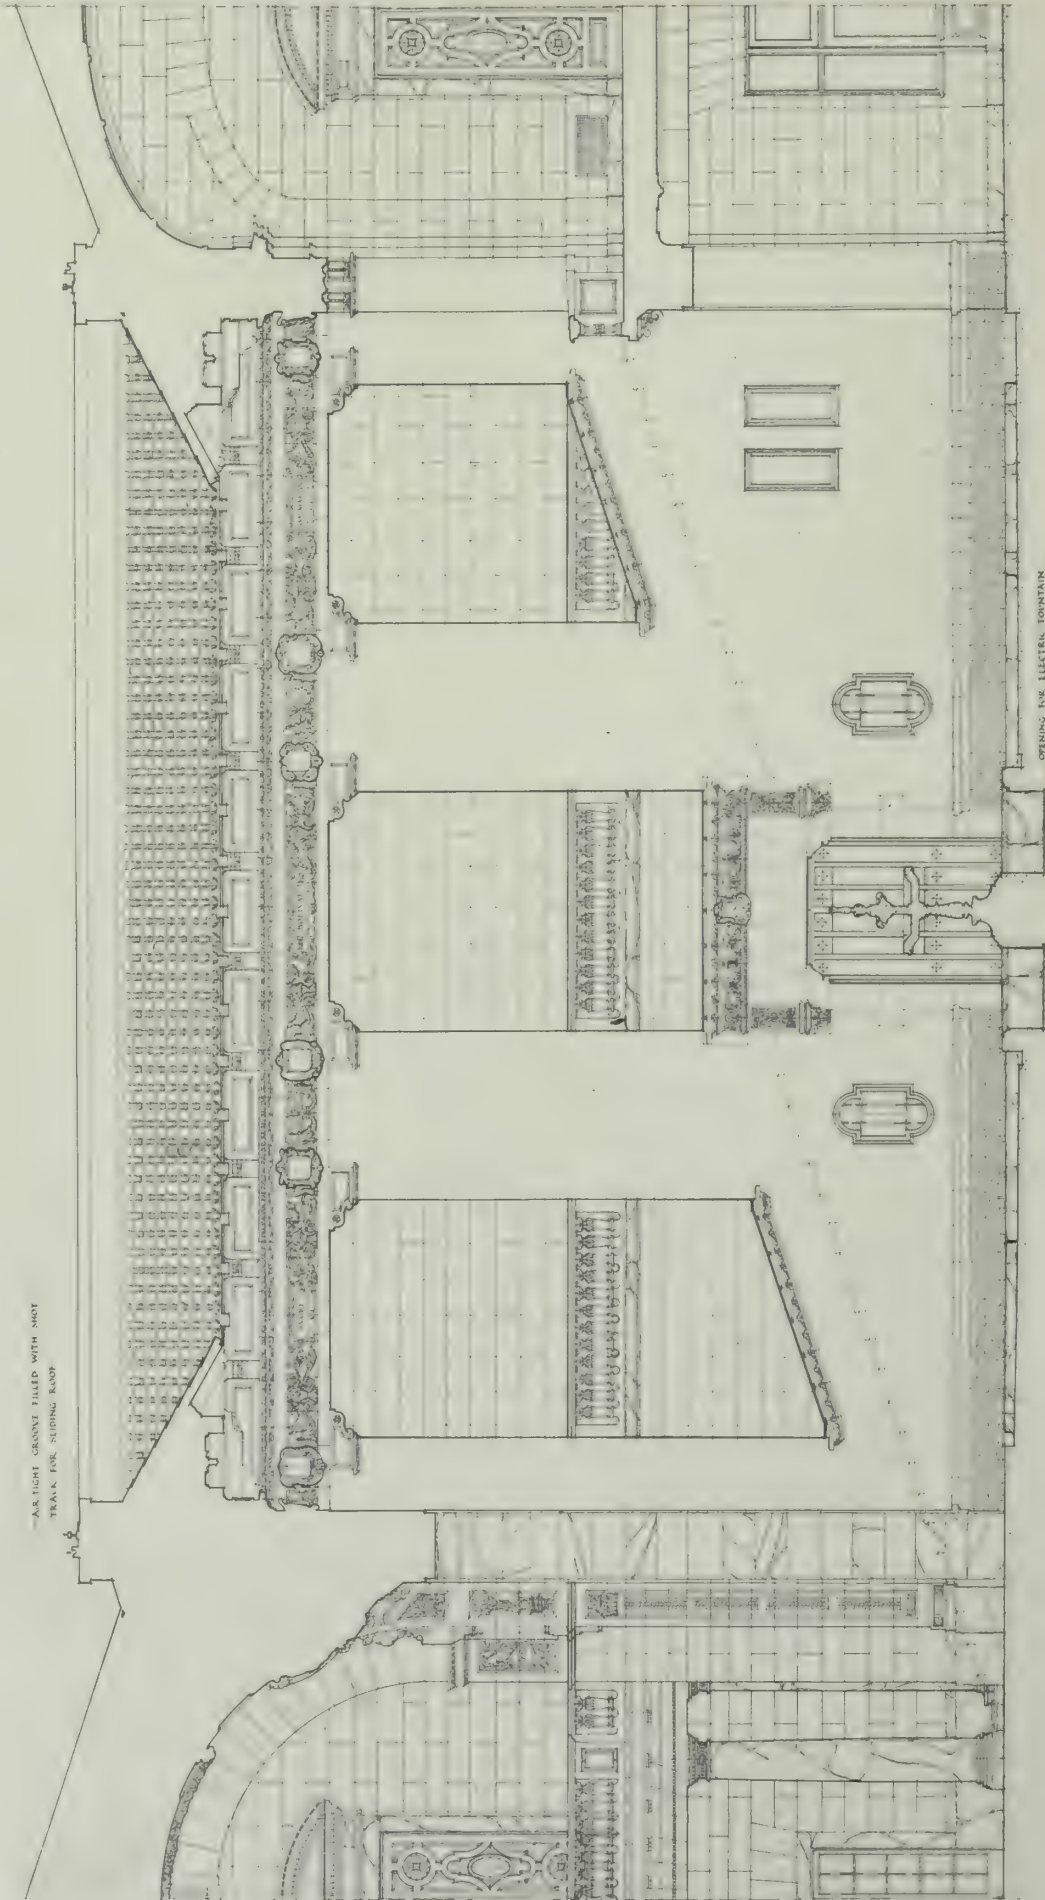 AIR TIGHT GROOVE FILLED WITH SHOT
TRACK FOR SLIDING ROOF
OPENING FOR ELECTRIC FOUNTAIN